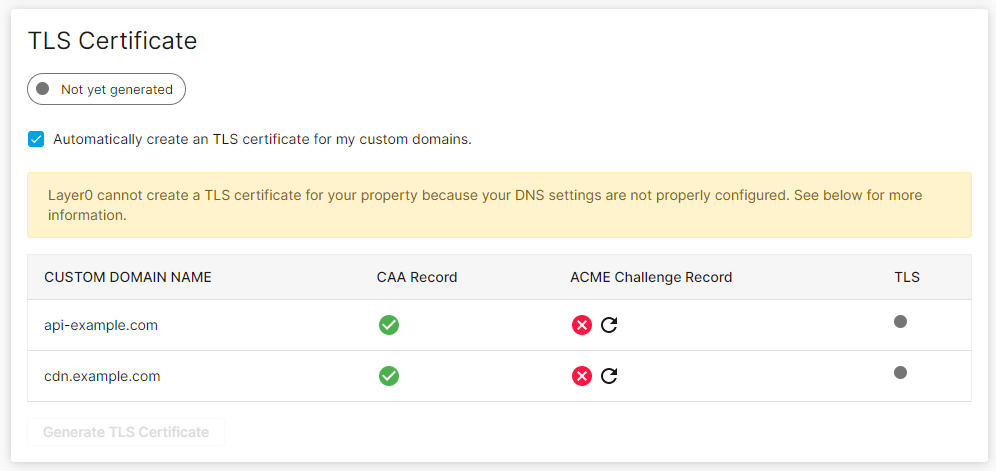 TLS Certificate
Not yet generated
Automatically create an TLS certificate for my custom domains.
Layer0 cannot create a TLS certificate for your property because your DNS settings are not properly configured. See below for more
information.
CUSTOM DOMAIN NAME CAA Record ACME Challenge Record TLS
api-example.com
cdn.example.com
Generate TLS Certificate